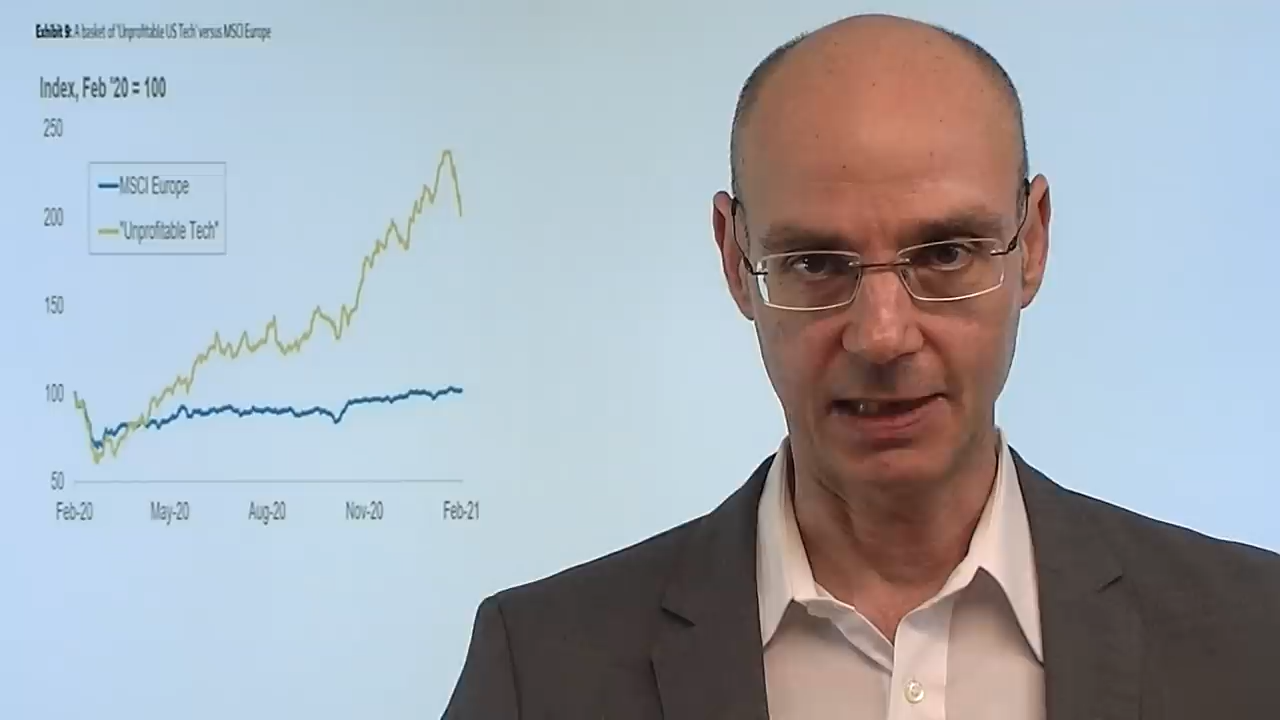 Exhibit 9: A basket of 'Unprofitable US Tech' versus MSCI Europe
Index, Feb '20 = 100
250
200
150
100
50
MSCI Europe
"Unprofitable Tech"
Feb-20 May-20 Aug-20 Nov-20 Feb-21